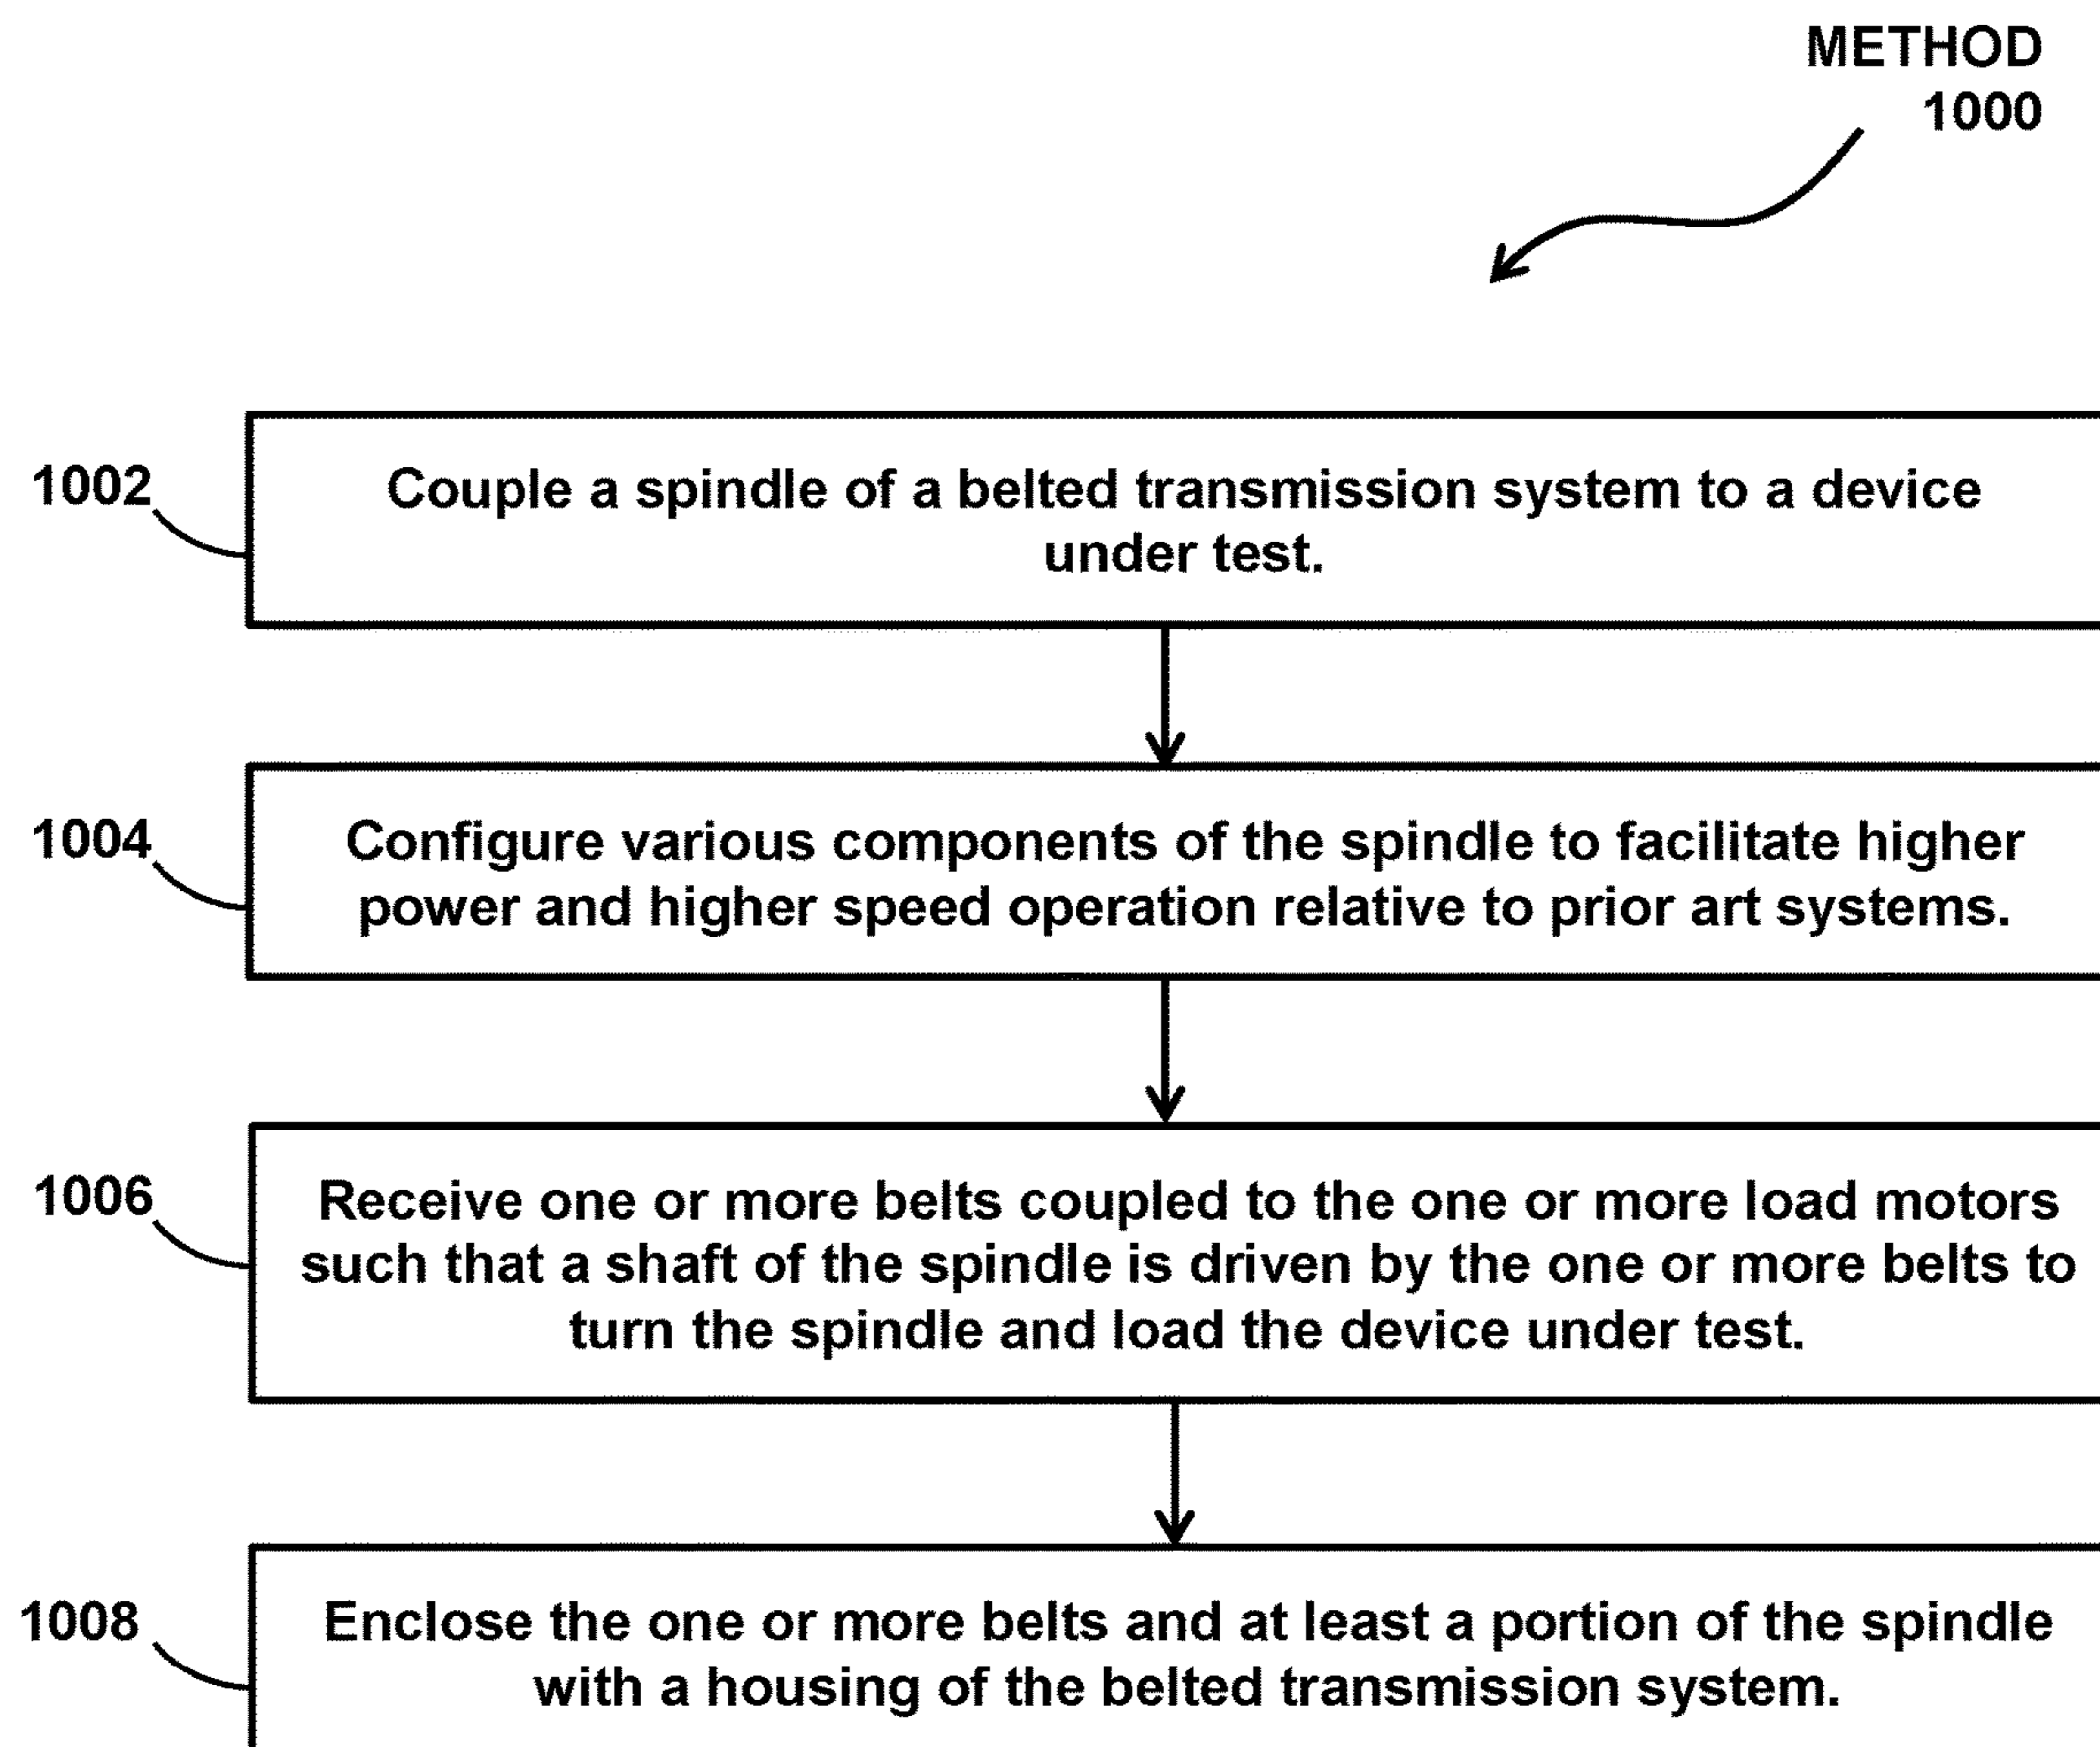 METHOD
1000
1002
Couple a spindle of a belted transmission system to a device
under test.
1004
Configure various components of the spindle to facilitate higher
power and higher speed operation relative to prior art systems.
1006
Receive one or more belts coupled to the one or more load motors
such that a shaft of the spindle is driven by the one or more belts to
turn the spindle and load the device under test.
1008
Enclose the one or more belts and at least a portion of the spindle
with a housing of the belted transmission system.